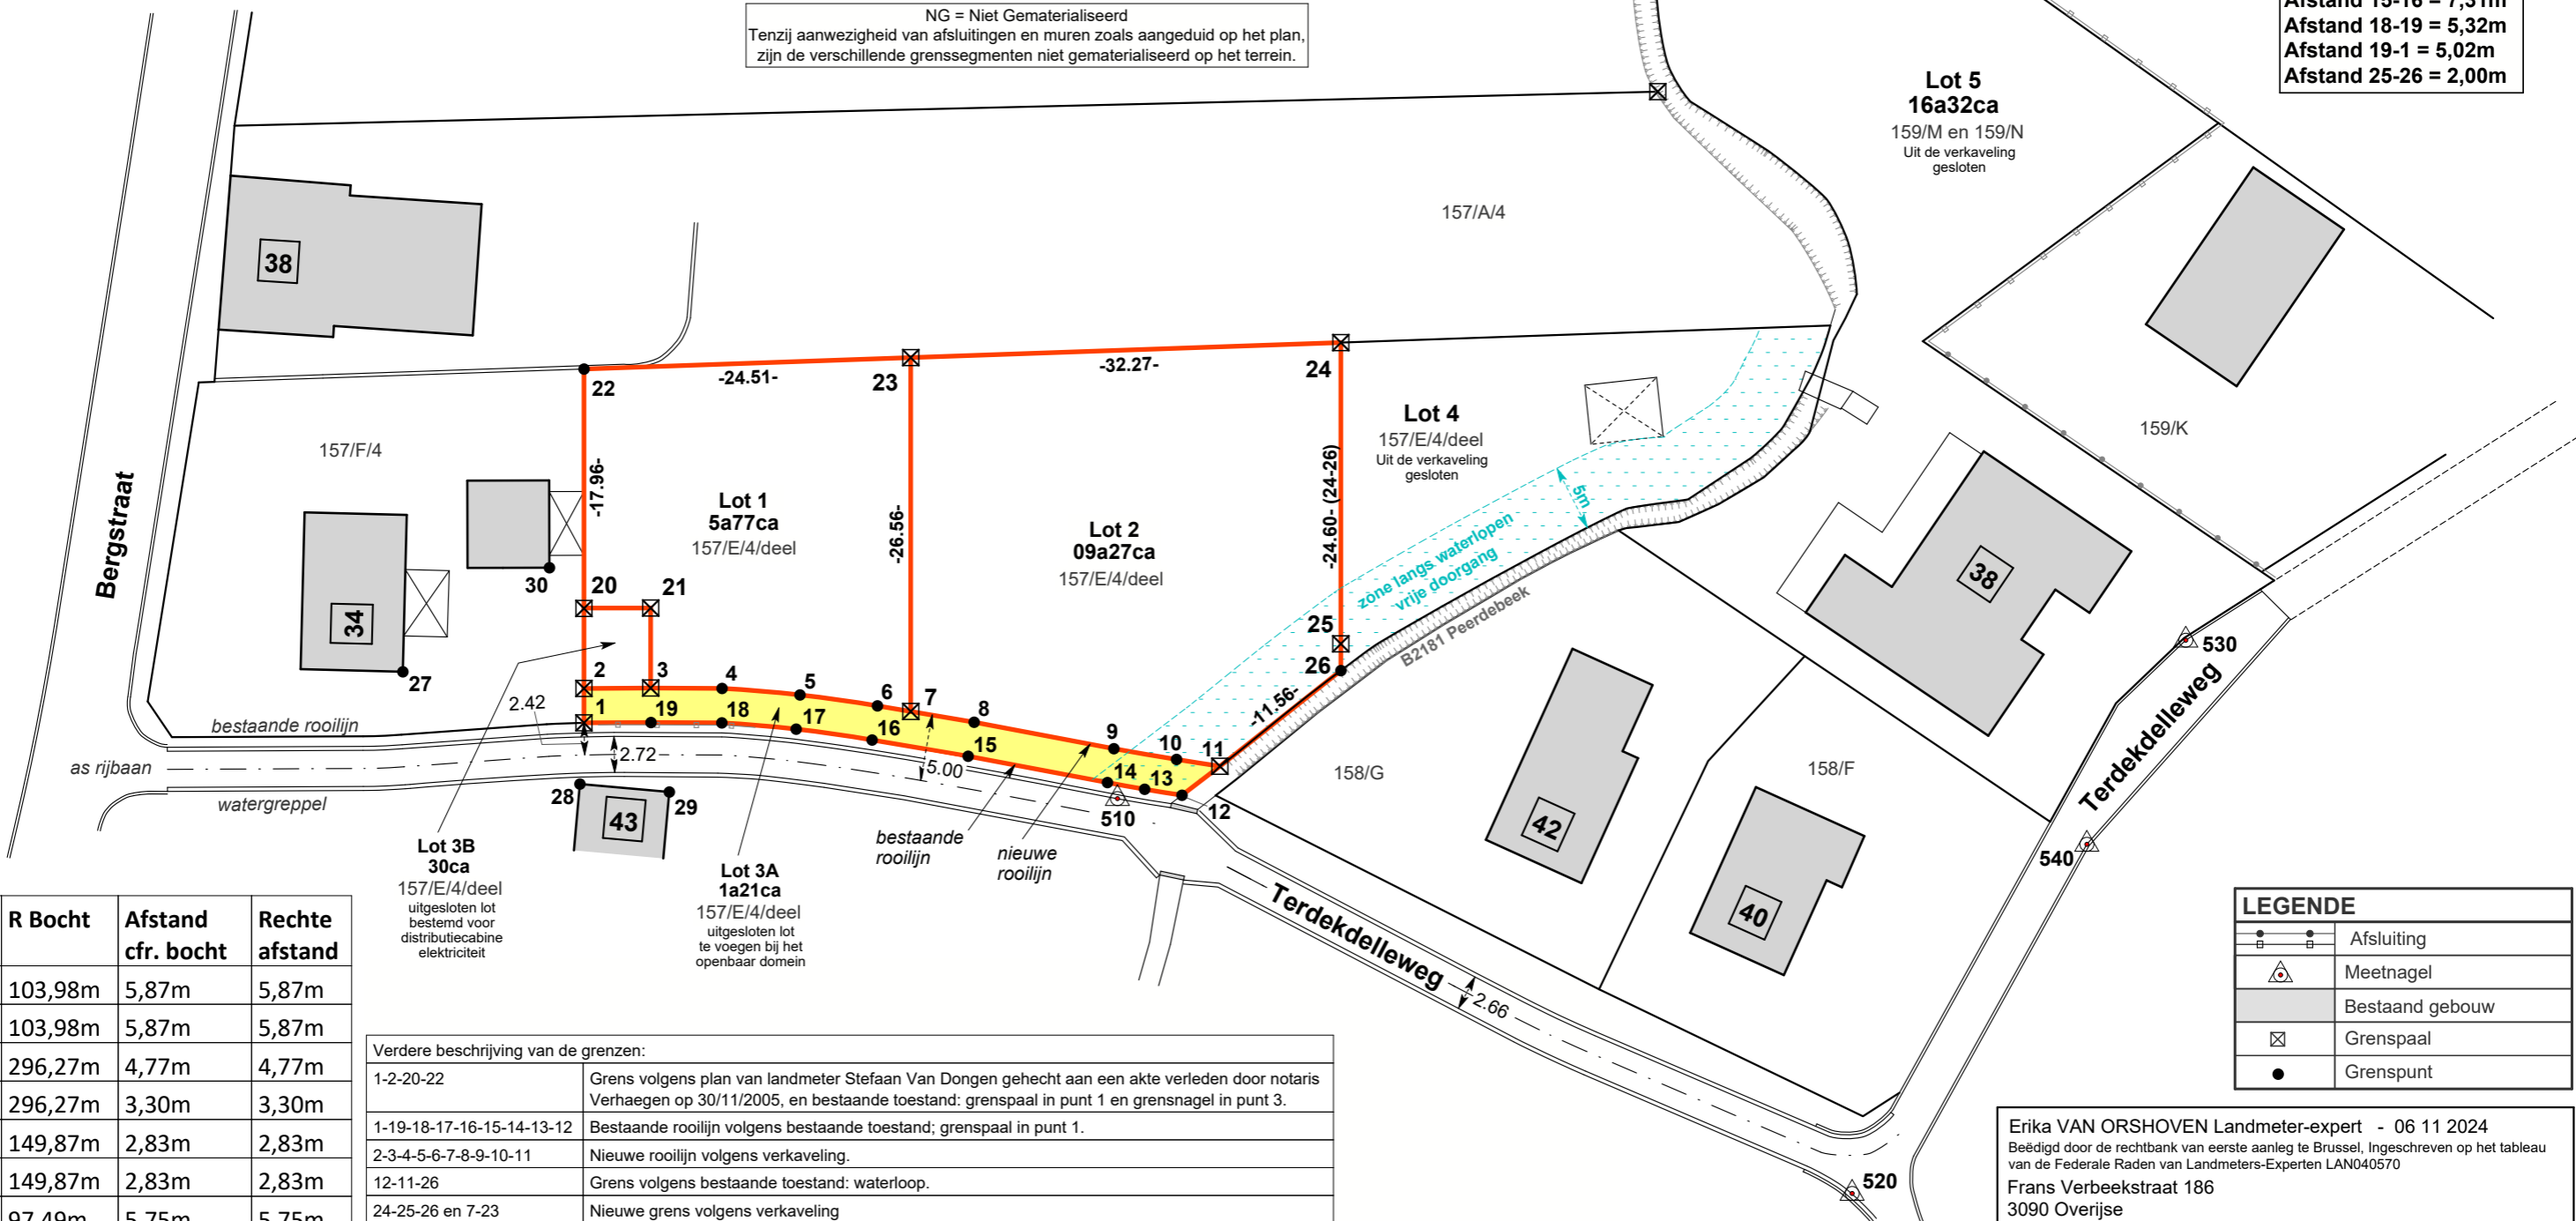 NG = Niet Gematerialiseerd
Tenzij aanwezigheid van afsluitingen en muren zoals aangeduid op het plan,
zijn de verschillende grenssegmenten niet gematerialiseerd op het terrein.
Afstand 15-16 = 7,31m
Afstand 18-19 = 5,32m
Afstand 19-1 = 5,02m
Afstand 25-26 = 2,00m
Lot 5
16a32ca
159/M en 159/N
Uit de verkaveling
gesloten
157/A/4
38
22
-24.51-
23
-32.27-
24
157/F/4
-17.96-
Lot 1
5a77ca
157/E/4/deel
-26.56-
Lot 2
09a27ca
157/E/4/deel
Lot 4
157/E/4/deel
Uit de verkaveling
gesloten
-24.60- (24-26)
5m
zone langs waterlopen
vrije doorgang
B2181 Peerdebeek
159/K
38
Bergstraat
34
30
27
20
21
2
3
4
5
6
7
8
9
10
11
25
26
-11.56-
1
19
18
17
16
15
14
13
12
2.42
2.72
5.00
bestaande rooilijn
as rijbaan
watergreppel
28
43
29
510
bestaande
rooilijn
nieuwe
rooilijn
Lot 3B
30ca
157/E/4/deel
uitgesloten lot
bestemd voor
distributiecabine
elektriciteit
Lot 3A
1a21ca
157/E/4/deel
uitgesloten lot
te voegen bij het
openbaar domein
158/G
42
158/F
40
530
Terdekdelleweg
540
Terdekdelleweg
2.66
520
R Bocht Afstand Rechte
cfr. bocht afstand
103,98m 5,87m 5,87m
103,98m 5,87m 5,87m
296,27m 4,77m 4,77m
296,27m 3,30m 3,30m
149,87m 2,83m 2,83m
149,87m 2,83m 2,83m
97,49m 5,75m 5,75m
Verdere beschrijving van de grenzen:
1-2-20-22 Grens volgens plan van landmeter Stefaan Van Dongen gehecht aan een akte verleden door notaris
Verhaegen op 30/11/2005, en bestaande toestand: grenspaal in punt 1 en grensnagel in punt 3.
1-19-18-17-16-15-14-13-12 Bestaande rooilijn volgens bestaande toestand; grenspaal in punt 1.
2-3-4-5-6-7-8-9-10-11 Nieuwe rooilijn volgens verkaveling.
12-11-26 Grens volgens bestaande toestand: waterloop.
24-25-26 en 7-23 Nieuwe grens volgens verkaveling
LEGENDE
Afsluiting
Meetnagel
Bestaand gebouw
Grenspaal
Grenspunt
Erika VAN ORSHOVEN Landmeter-expert - 06 11 2024
Beëdigd door de rechtbank van eerste aanleg te Brussel, Ingeschreven op het tableau
van de Federale Raden van Landmeters-Experten LAN040570
Frans Verbeekstraat 186
3090 Overijse